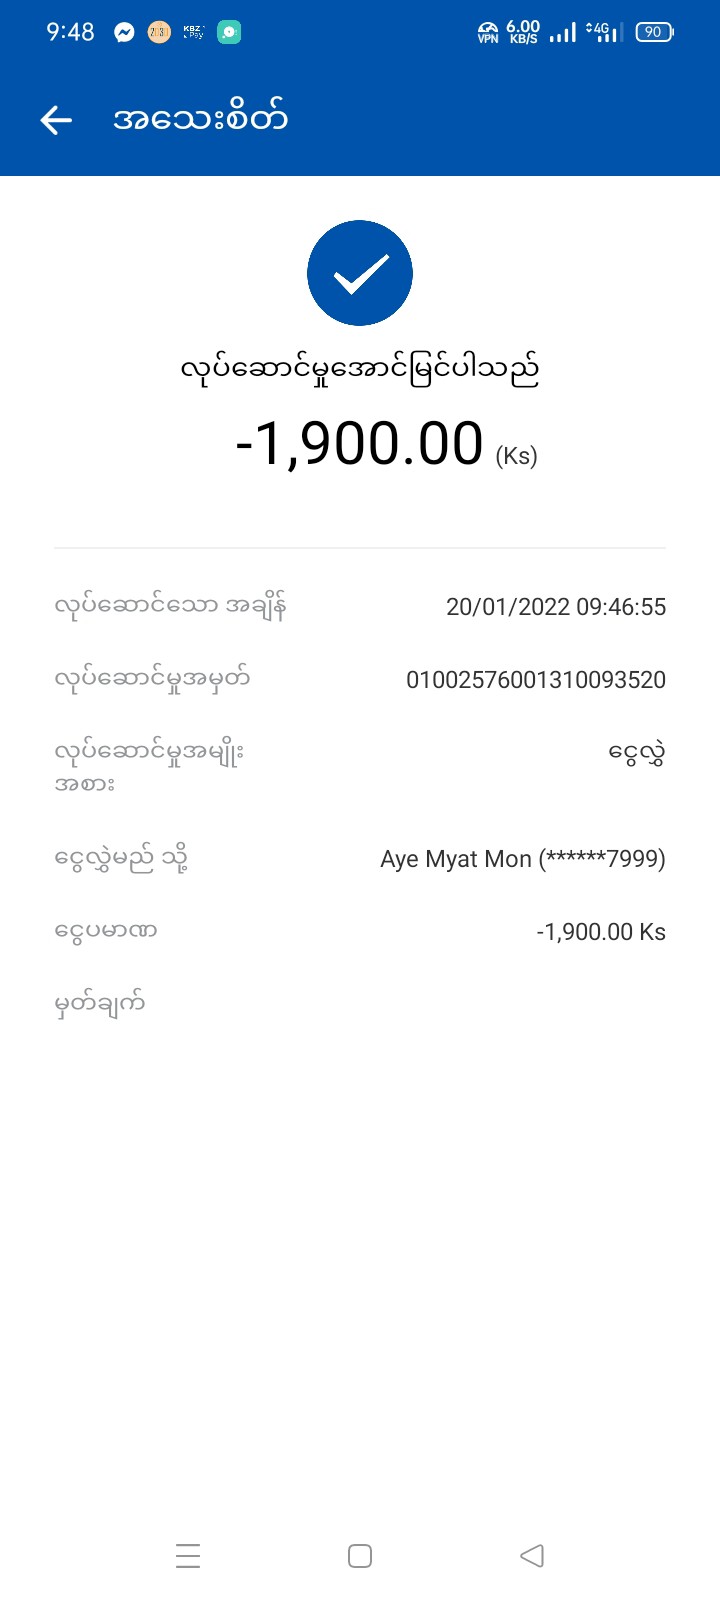 9:48
2030
KBZ Pay
VPN
6.00 KB/S
4G
90
အသေးစိတ်
လုပ်ဆောင်မှုအောင်မြင်ပါသည်
-1,900.00 (Ks)
လုပ်ဆောင်သော အချိန် 20/01/2022 09:46:55
လုပ်ဆောင်မှုအမှတ် 01002576001310093520
လုပ်ဆောင်မှုအမျိုး ငွေလွှဲ
အစား
ငွေလွှဲမည် သို့ Aye Myat Mon (******7999)
ငွေပမာဏ -1,900.00 Ks
မှတ်ချက်